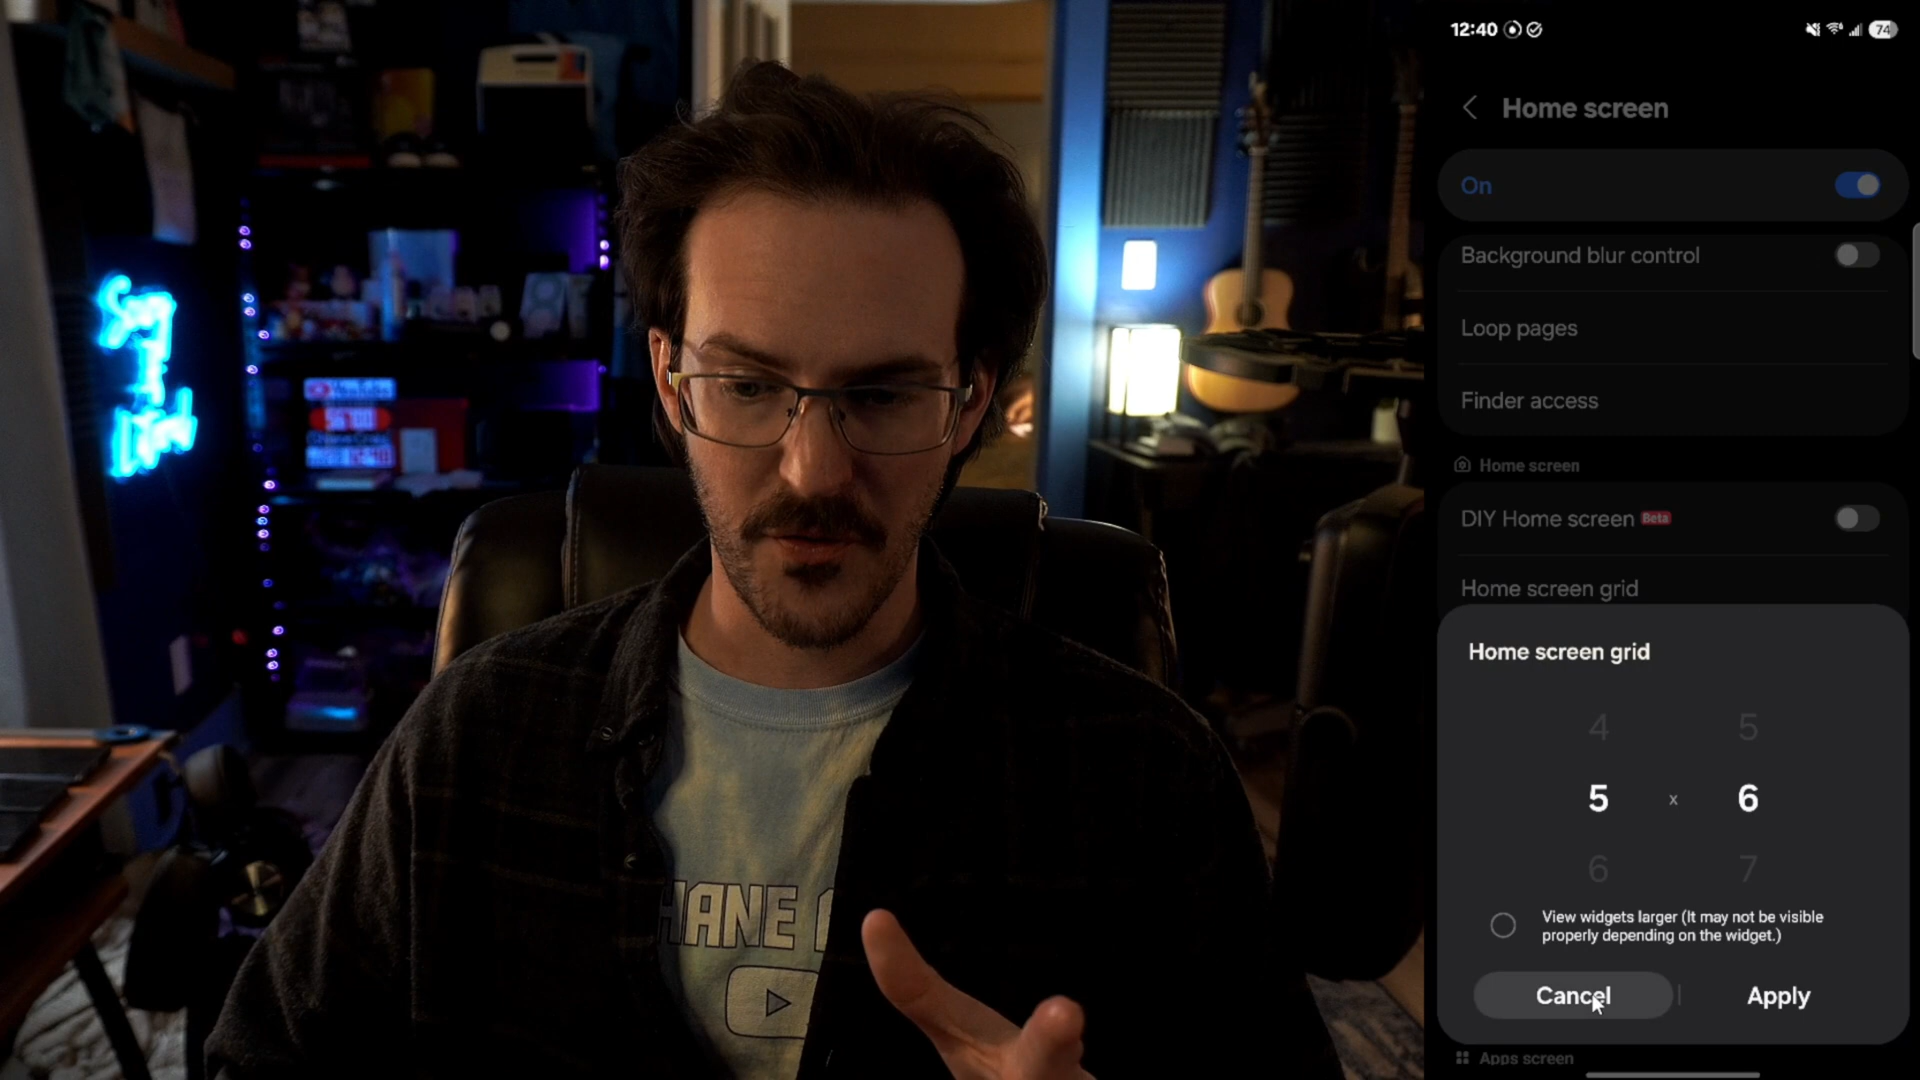 12:40
74
Home screen
On
Background blur control
Loop pages
Finder access
Home screen
DIY Home screen Beta
Home screen grid
Home screen grid
4 5
5 x 6
6 7
View widgets larger (It may not be visible
properly depending on the widget.)
Cancel Apply
Apps screen
HANE